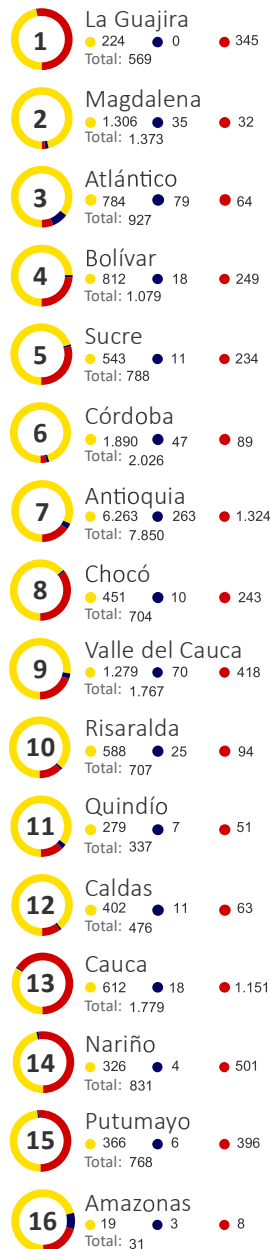 1
La Guajira
224 0 345
Total: 569
2
Magdalena
1.306 35 32
Total: 1.373
3
Atlántico
784 79 64
Total: 927
4
Bolívar
812 18 249
Total: 1.079
5
Sucre
543 11 234
Total: 788
6
Córdoba
1.890 47 89
Total: 2.026
7
Antioquia
6.263 263 1.324
Total: 7.850
8
Chocó
451 10 243
Total: 704
9
Valle del Cauca
1.279 70 418
Total: 1.767
10
Risaralda
588 25 94
Total: 707
11
Quindío
279 7 51
Total: 337
12
Caldas
402 11 63
Total: 476
13
Cauca
612 18 1.151
Total: 1.779
14
Nariño
326 4 501
Total: 831
15
Putumayo
366 6 396
Total: 768
16
Amazonas
19 3 8
Total: 31